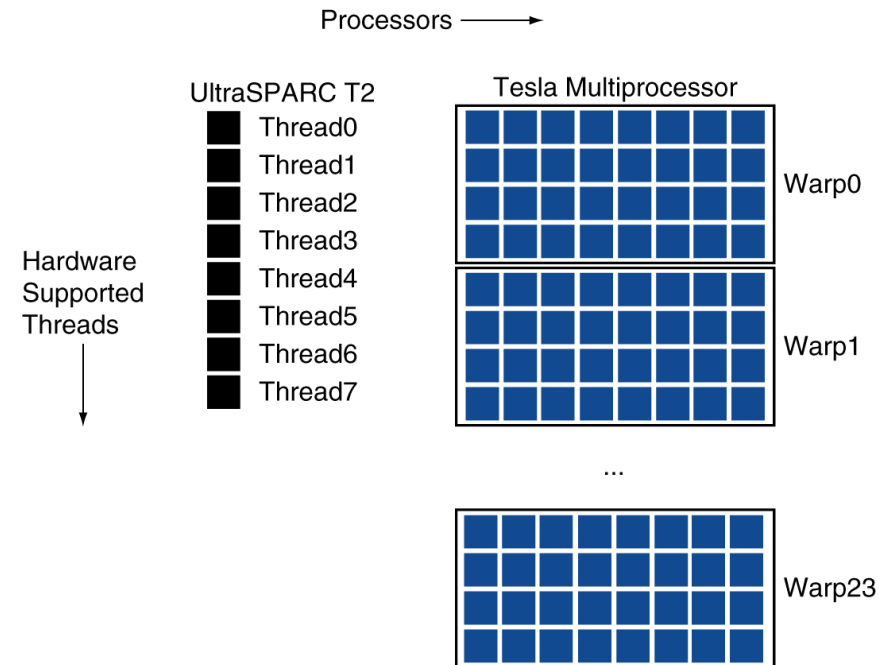 Processors
UltraSPARC T2
Tesla Multiprocessor
Thread0
Thread1
Thread2
Thread3
Thread4
Thread5
Thread6
Thread7
Hardware
Supported
Threads
Warp0
Warp1
...
Warp23